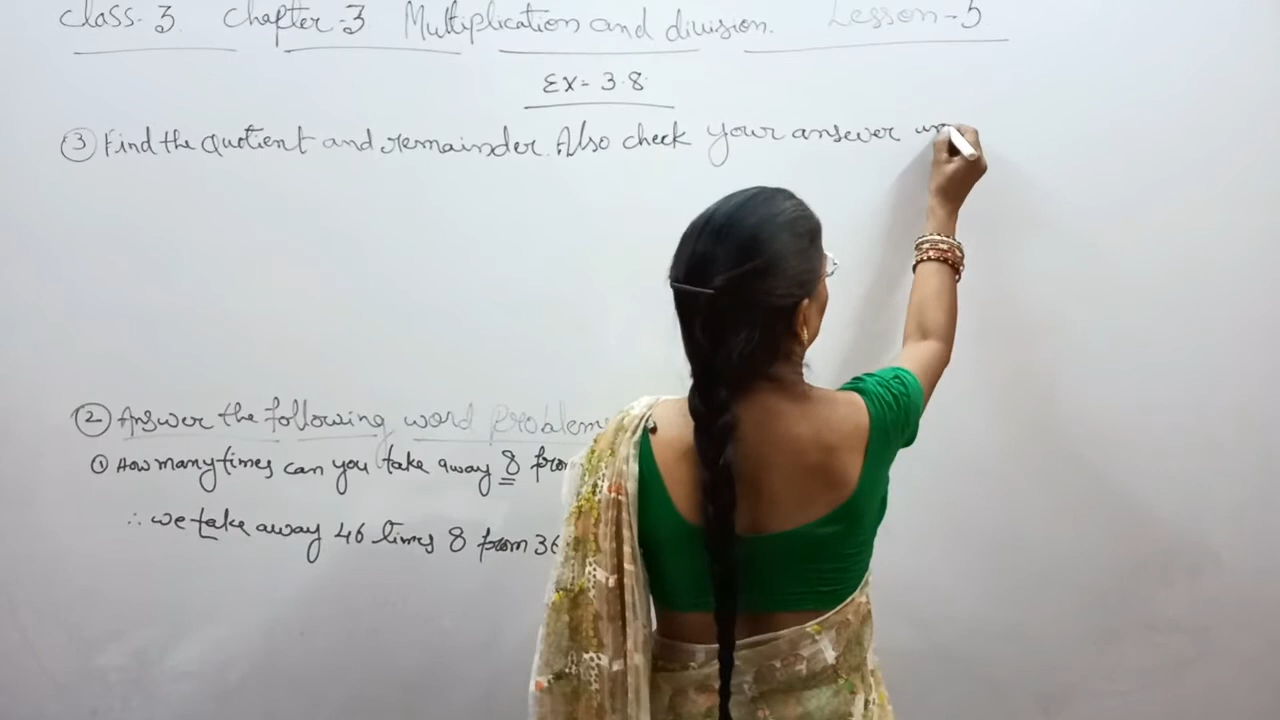 Class-3 Chapter-3 Multiplication and division. Lesson-5
Ex- 3.8.
③ Find the Quotient and remainder. Also check your answer
② Answer the following word problem
① How many times can you take away 8 from
∴ we take away 46 times 8 from 36